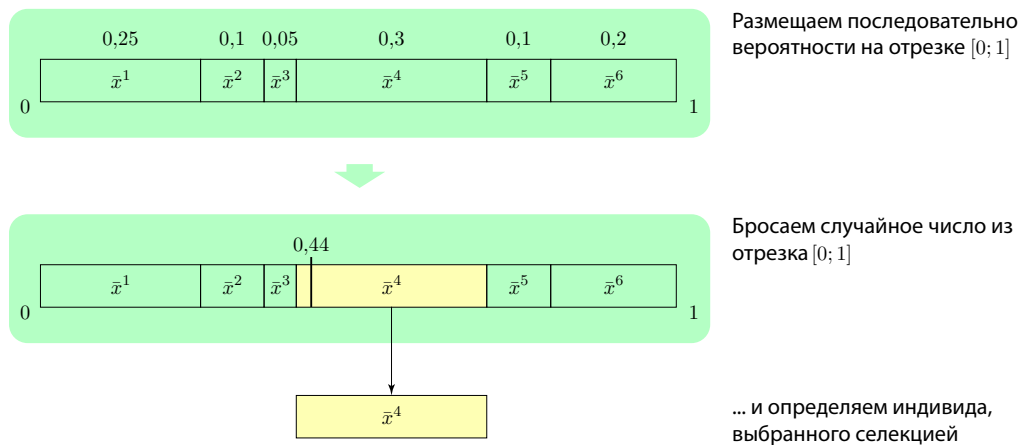 0,25 0,1 0,05 0,3 0,1 0,2
x̄¹ x̄² x̄³ x̄⁴ x̄⁵ x̄⁶
0 1
Размещаем последовательно
вероятности на отрезке [0; 1]
0,44
x̄¹ x̄² x̄³ x̄⁴ x̄⁵ x̄⁶
0 1
Бросаем случайное число из
отрезка [0; 1]
x̄⁴
... и определяем индивида,
выбранного селекцией